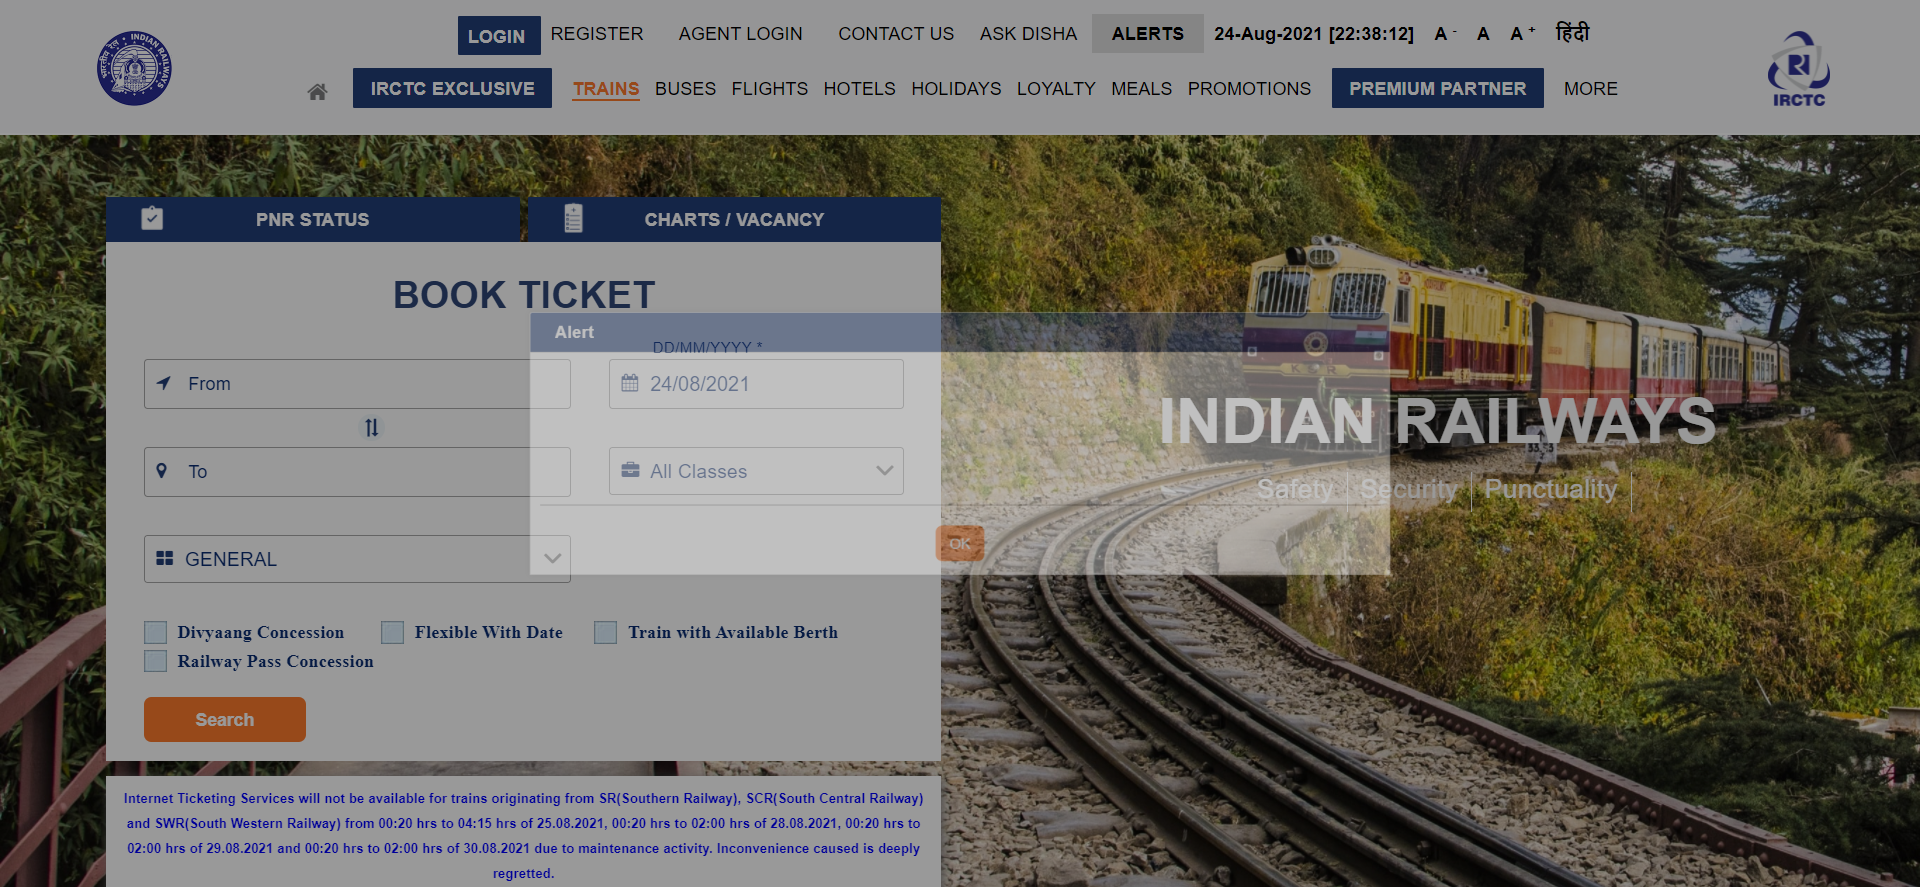 LOGIN REGISTER AGENT LOGIN CONTACT US ASK DISHA ALERTS 24-Aug-2021 [22:38:12] A - A A + हिंदी
भारतीय रेल INDIAN RAILWAYS
IRCTC EXCLUSIVE TRAINS BUSES FLIGHTS HOTELS HOLIDAYS LOYALTY MEALS PROMOTIONS PREMIUM PARTNER MORE
IRCTC
PNR STATUS CHARTS / VACANCY
BOOK TICKET
Alert
DD/MM/YYYY *
From 24/08/2021
To All Classes
OK
GENERAL
Divyaang Concession Flexible With Date Train with Available Berth
Railway Pass Concession
Search
INDIAN RAILWAYS
Safety Security Punctuality
Internet Ticketing Services will not be available for trains originating from SR(Southern Railway), SCR(South Central Railway)
and SWR(South Western Railway) from 00:20 hrs to 04:15 hrs of 25.08.2021, 00:20 hrs to 02:00 hrs of 28.08.2021, 00:20 hrs to
02:00 hrs of 29.08.2021 and 00:20 hrs to 02:00 hrs of 30.08.2021 due to maintenance activity. Inconvenience caused is deeply
regretted.